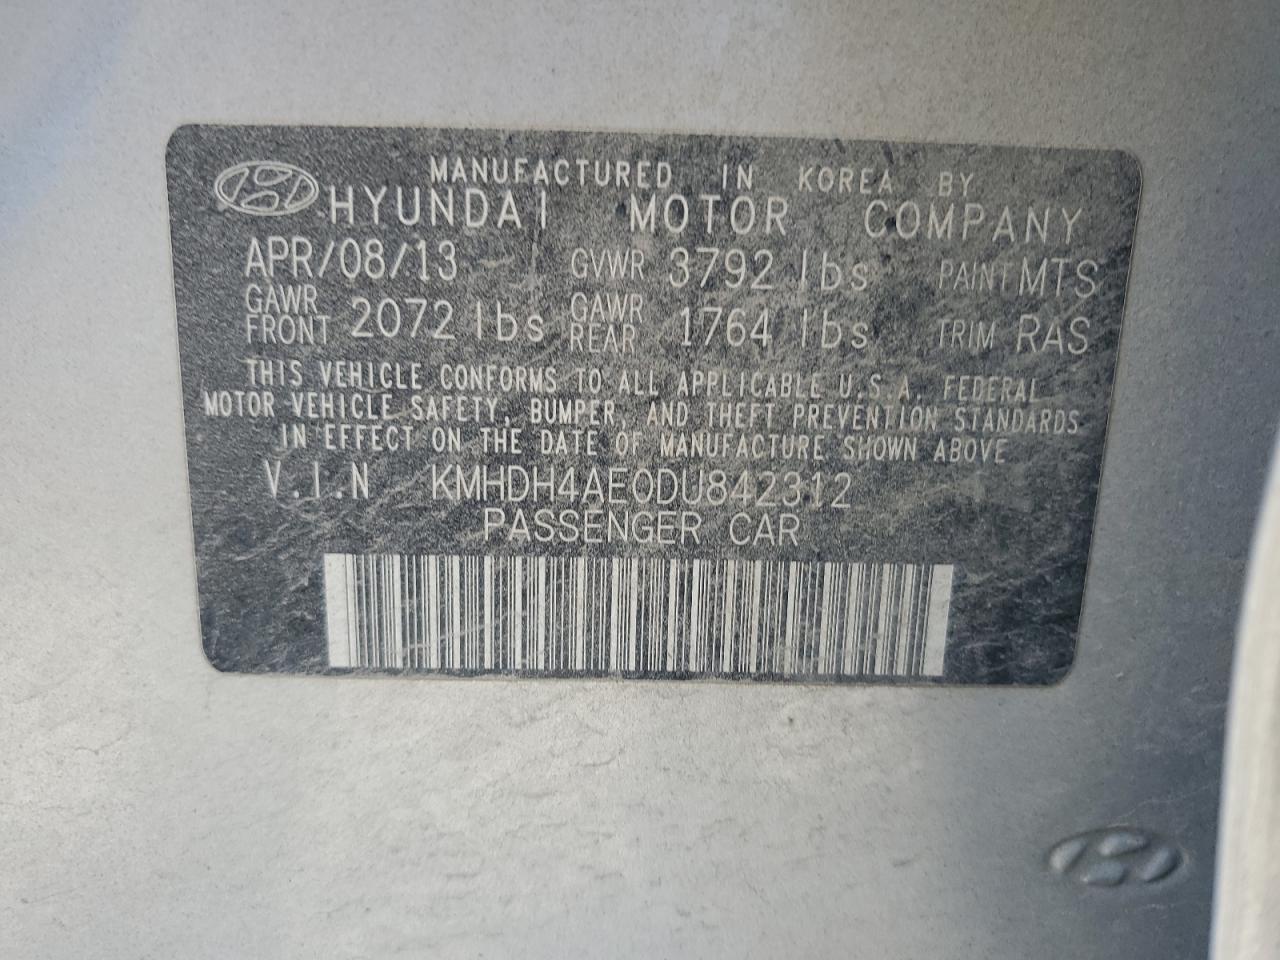 MANUFACTURED IN KOREA BY
HYUNDAI MOTOR COMPANY
APR/08/13 GVWR 3792 lbs PAINT MTS
GAWR FRONT 2072 lbs GAWR REAR 1764 lbs TRIM RAS
THIS VEHICLE CONFORMS TO ALL APPLICABLE U.S.A. FEDERAL
MOTOR VEHICLE SAFETY, BUMPER, AND THEFT PREVENTION STANDARDS
IN EFFECT ON THE DATE OF MANUFACTURE SHOWN ABOVE
V.I.N KMHDH4AE0DU842312
PASSENGER CAR